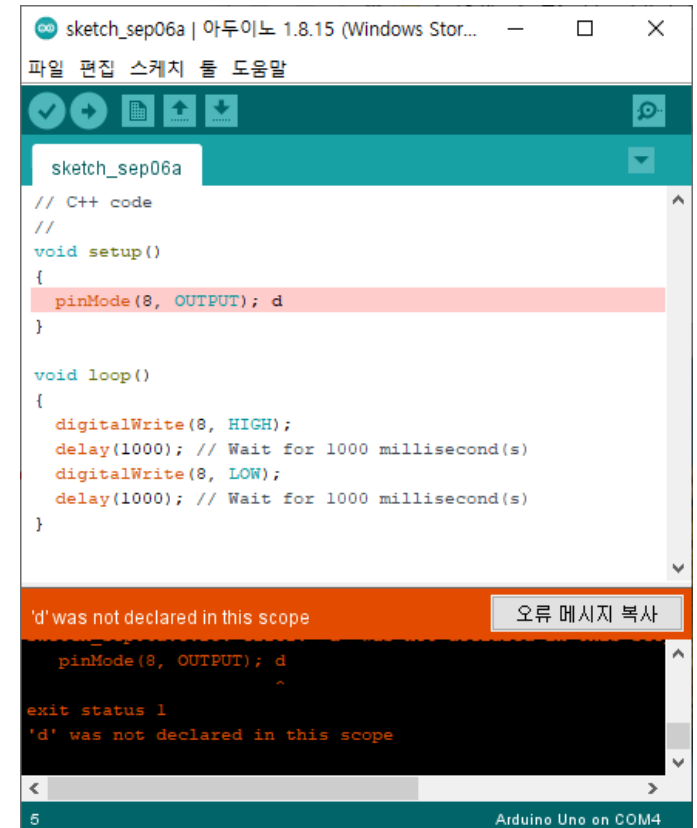 sketch_sep06a | 아두이노 1.8.15 (Windows Stor...
파일 편집 스케치 툴 도움말
sketch_sep06a
// C++ code
//
void setup()
{
  pinMode(8, OUTPUT); d
}

void loop()
{
  digitalWrite(8, HIGH);
  delay(1000); // Wait for 1000 millisecond(s)
  digitalWrite(8, LOW);
  delay(1000); // Wait for 1000 millisecond(s)
}
'd' was not declared in this scope
오류 메시지 복사
pinMode(8, OUTPUT); d
^
exit status 1
'd' was not declared in this scope
5
Arduino Uno on COM4